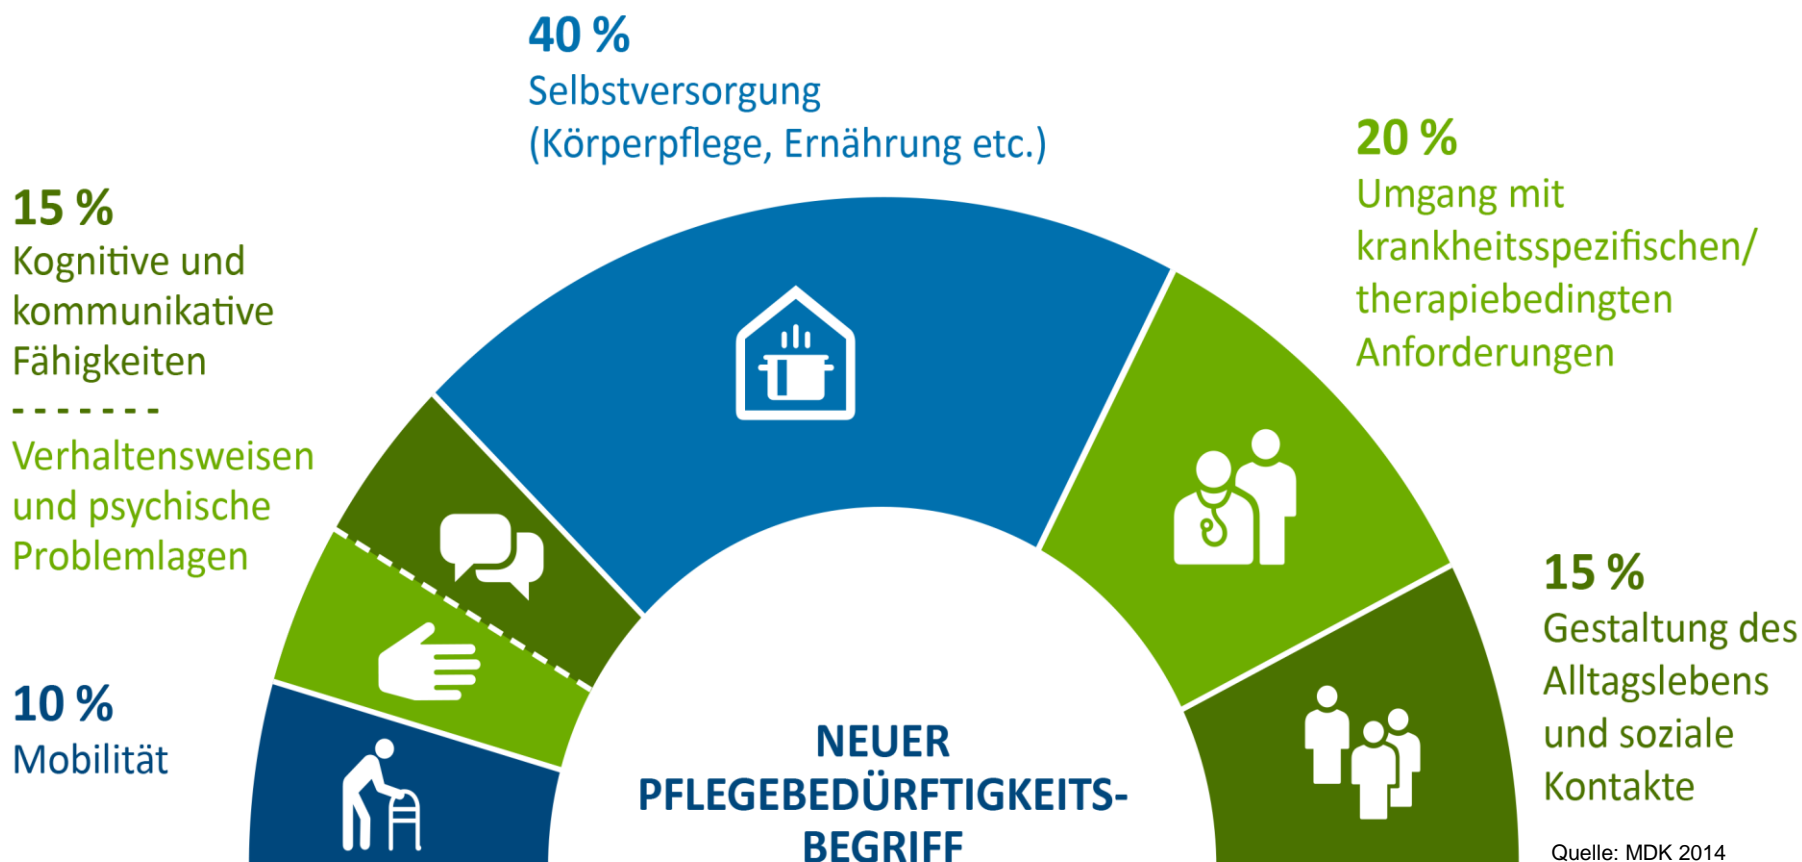 40 %
Selbstversorgung
(Körperpflege, Ernährung etc.)
20 %
Umgang mit
krankheitsspezifischen/
therapiebedingten
Anforderungen
15 %
Kognitive und
kommunikative
Fähigkeiten
- - - - - - -
Verhaltensweisen
und psychische
Problemlagen
10 %
Mobilität
15 %
Gestaltung des
Alltagslebens
und soziale
Kontakte
NEUER
PFLEGEBEDÜRFTIGKEITS-
BEGRIFF
Quelle: MDK 2014